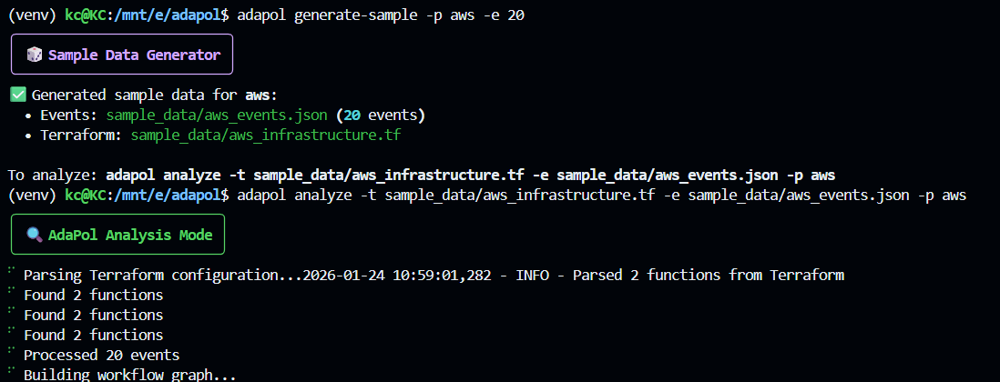 (venv) kc@KC:/mnt/e/adapol$ adapol generate-sample -p aws -e 20
🎲 Sample Data Generator
✅ Generated sample data for aws:
• Events: sample_data/aws_events.json (20 events)
• Terraform: sample_data/aws_infrastructure.tf
To analyze: adapol analyze -t sample_data/aws_infrastructure.tf -e sample_data/aws_events.json -p aws
(venv) kc@KC:/mnt/e/adapol$ adapol analyze -t sample_data/aws_infrastructure.tf -e sample_data/aws_events.json -p aws
🔍 AdaPol Analysis Mode
Parsing Terraform configuration...2026-01-24 10:59:01,282 - INFO - Parsed 2 functions from Terraform
Found 2 functions
Found 2 functions
Found 2 functions
Processed 20 events
Building workflow graph...